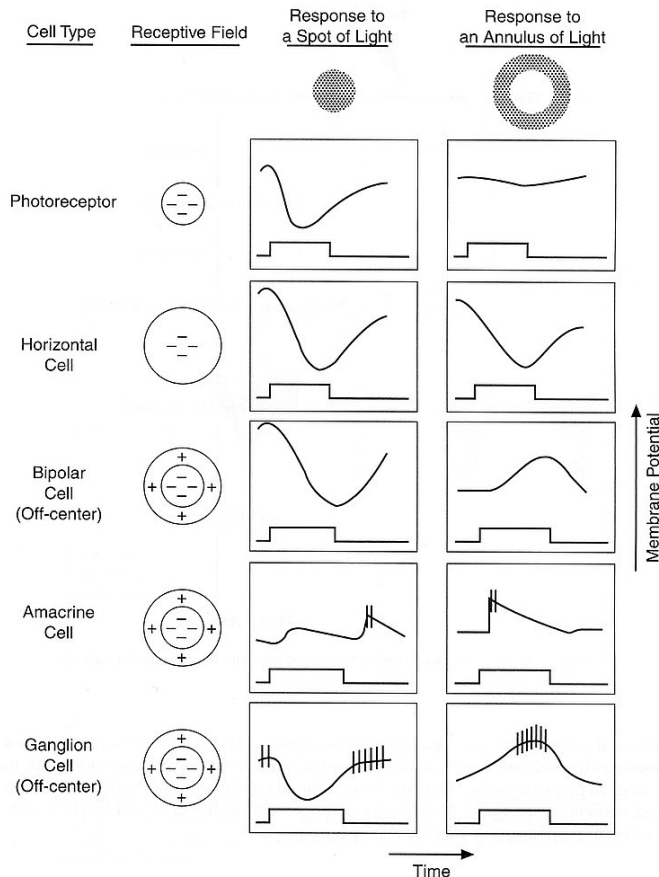 Cell Type
Receptive Field
Response to
a Spot of Light
Response to
an Annulus of Light
Photoreceptor
Horizontal
Cell
Bipolar
Cell
(Off-center)
Amacrine
Cell
Ganglion
Cell
(Off-center)
Membrane Potential
Time